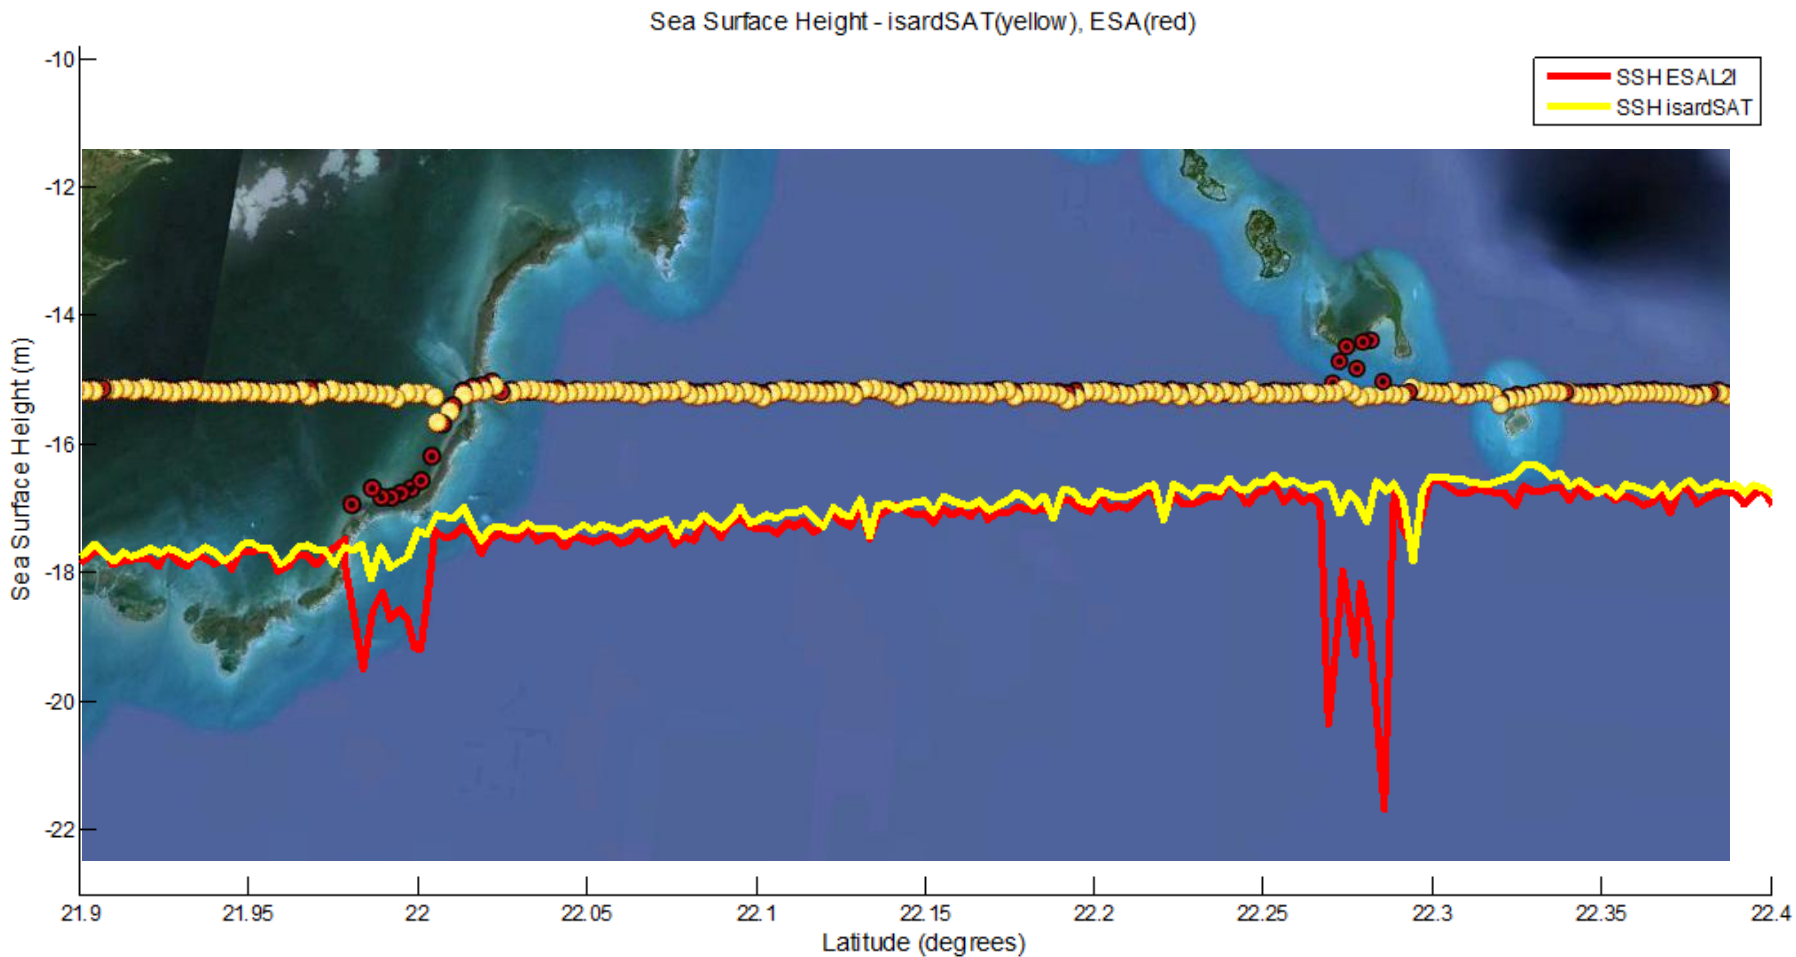 Sea Surface Height - isardSAT(yellow), ESA(red)
SSH ESAL2I
SSH isardSAT
-10
-12
-14
-16
-18
-20
-22
Sea Surface Height (m)
21.9 21.95 22 22.05 22.1 22.15 22.2 22.25 22.3 22.35 22.4
Latitude (degrees)